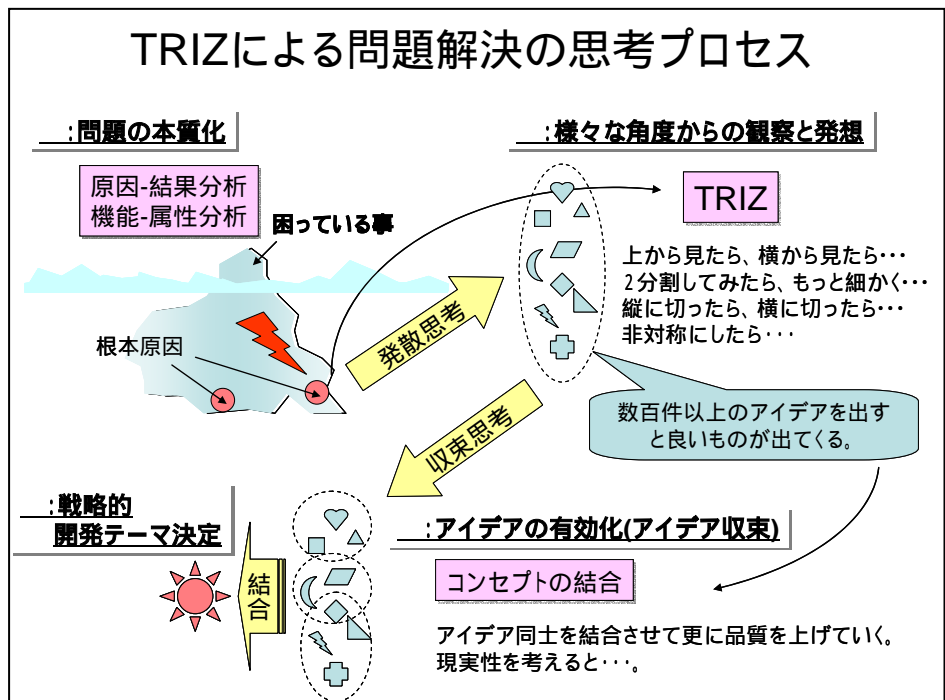 TRIZによる問題解決の思考プロセス
:問題の本質化
原因-結果分析
機能-属性分析
困っている事
根本原因
発散思考
:様々な角度からの観察と発想
TRIZ
上から見たら、横から見たら・・・
2分割してみたら、もっと細かく・・・
縦に切ったら、横に切ったら・・・
非対称にしたら・・・
数百件以上のアイデアを出す
と良いものが出てくる。
収束思考
:アイデアの有効化(アイデア収束)
コンセプトの結合
アイデア同士を結合させて更に品質を上げていく。
現実性を考えると・・・。
:戦略的
開発テーマ決定
結合